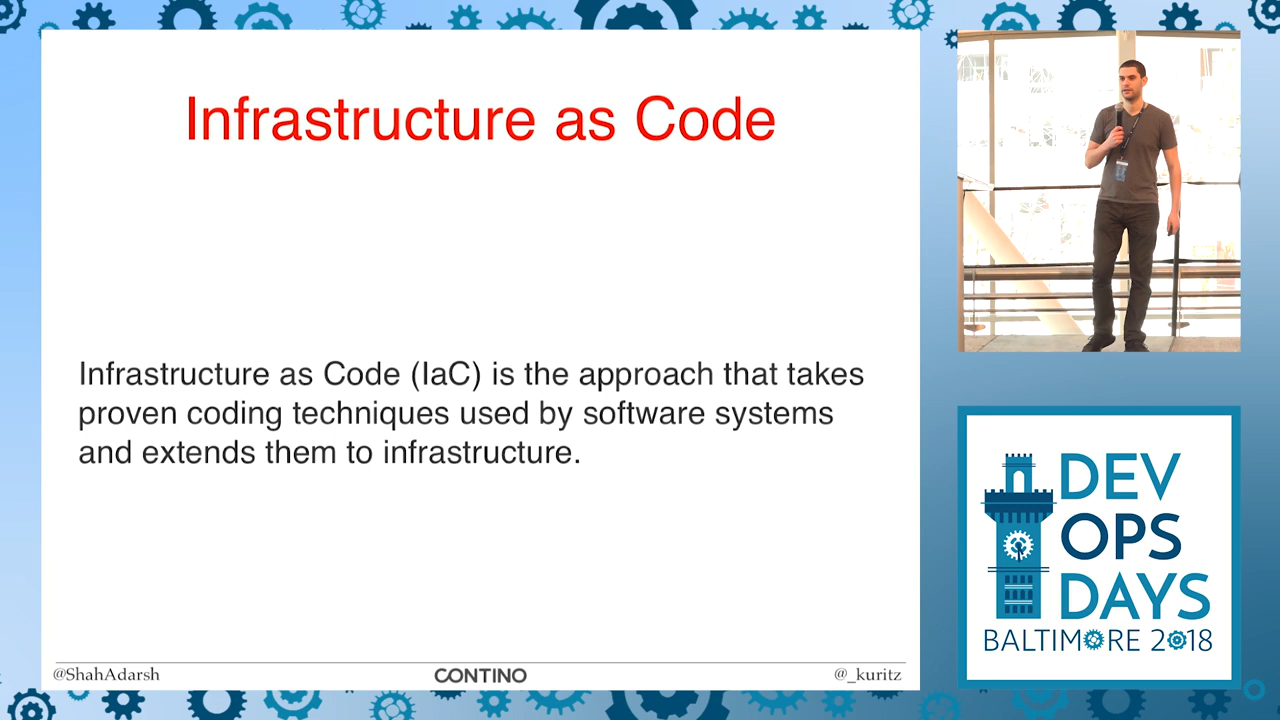 Infrastructure as Code
Infrastructure as Code (IaC) is the approach that takes
proven coding techniques used by software systems
and extends them to infrastructure.
@ShahAdarsh
CONTINO
@_kuritz
DEV
OPS
DAYS
BALTIMORE 2018